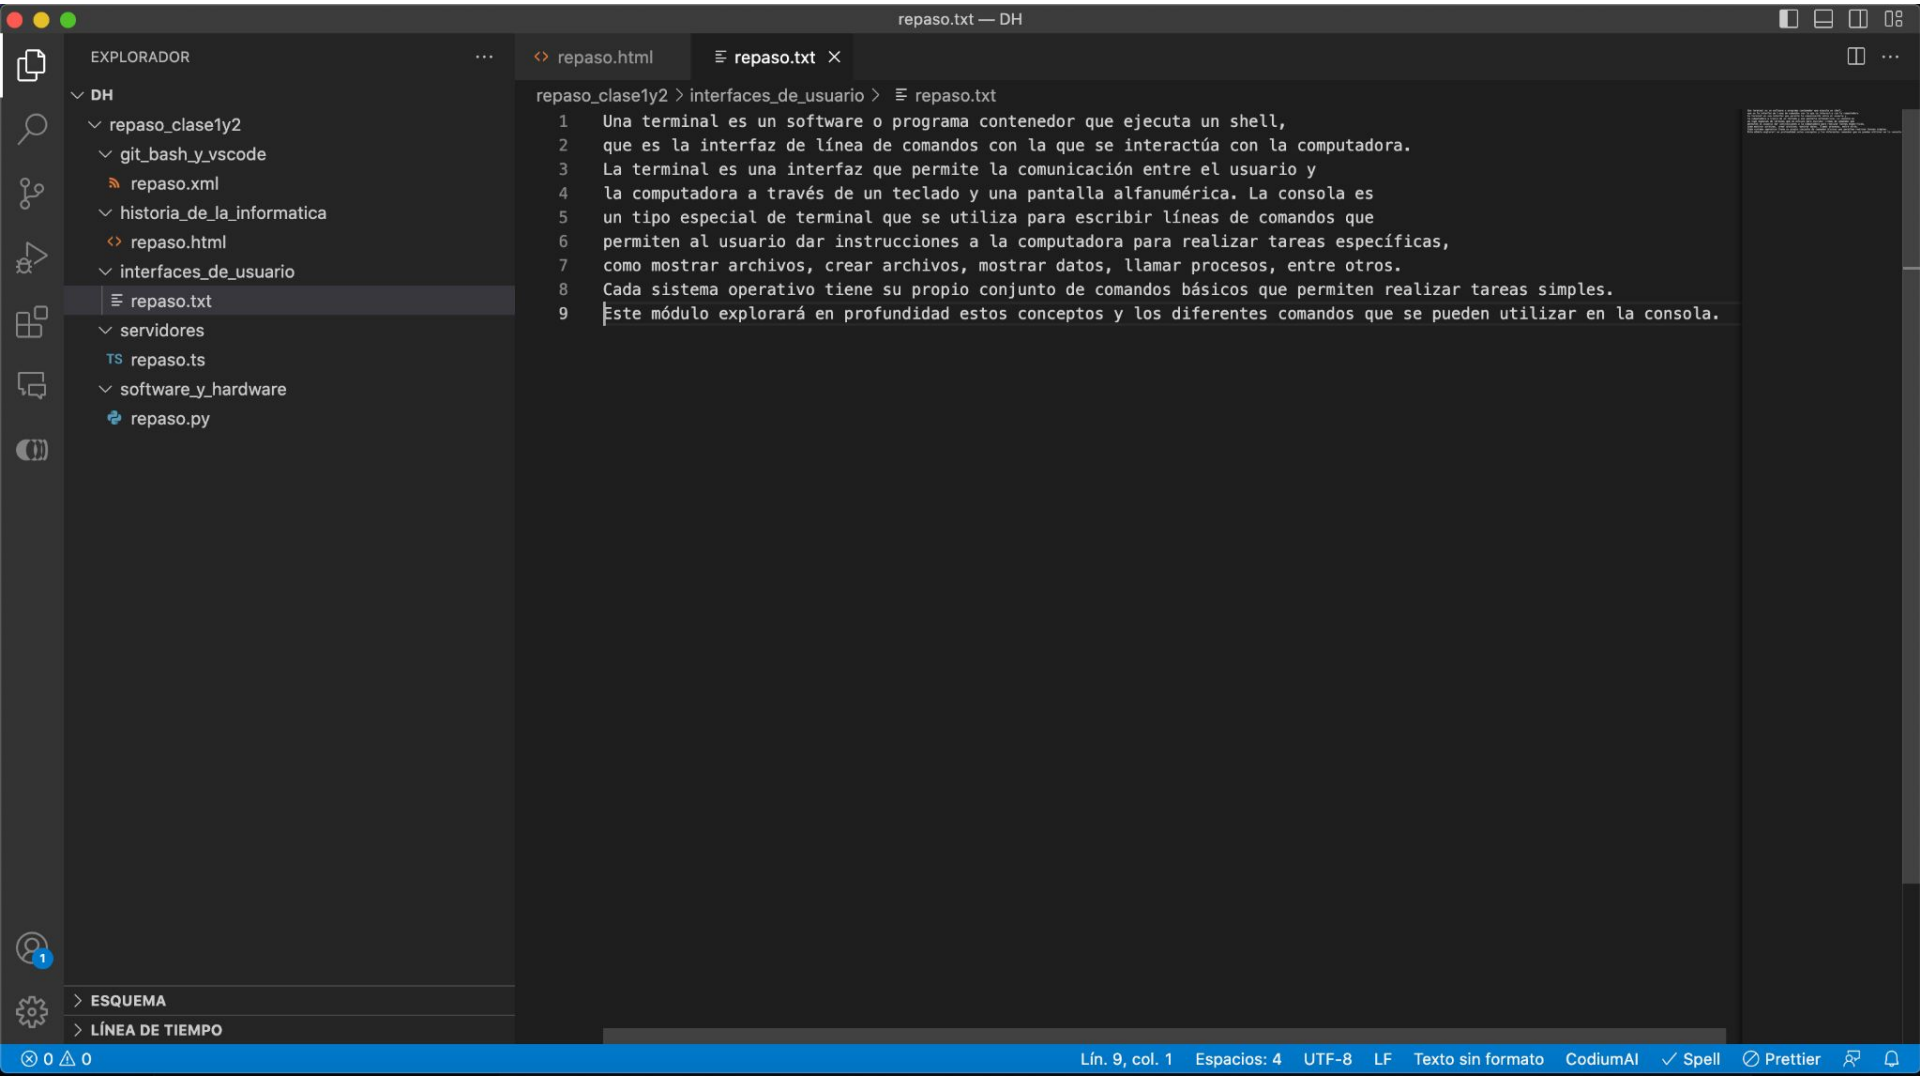 repaso.txt — DH
EXPLORADOR
DH
repaso_clase1y2
git_bash_y_vscode
repaso.xml
historia_de_la_informatica
repaso.html
interfaces_de_usuario
repaso.txt
servidores
TS repaso.ts
software_y_hardware
repaso.py
1
ESQUEMA
LÍNEA DE TIEMPO
repaso.html
repaso.txt
repaso_clase1y2 > interfaces_de_usuario > repaso.txt
1 Una terminal es un software o programa contenedor que ejecuta un shell,
2 que es la interfaz de línea de comandos con la que se interactúa con la computadora.
3 La terminal es una interfaz que permite la comunicación entre el usuario y
4 la computadora a través de un teclado y una pantalla alfanumérica. La consola es
5 un tipo especial de terminal que se utiliza para escribir líneas de comandos que
6 permiten al usuario dar instrucciones a la computadora para realizar tareas específicas,
7 como mostrar archivos, crear archivos, mostrar datos, llamar procesos, entre otros.
8 Cada sistema operativo tiene su propio conjunto de comandos básicos que permiten realizar tareas simples.
9 Este módulo explorará en profundidad estos conceptos y los diferentes comandos que se pueden utilizar en la consola.
0 0 Lín. 9, col. 1 Espacios: 4 UTF-8 LF Texto sin formato CodiumAI Spell Prettier